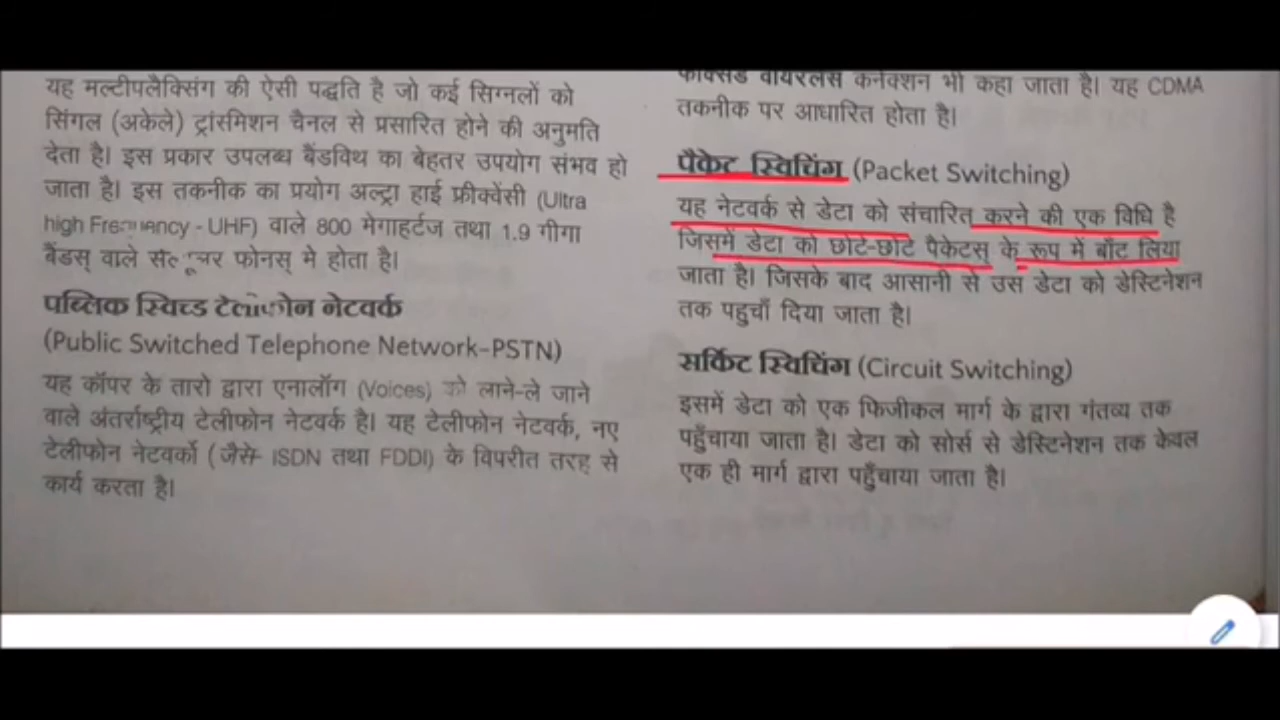 यह मल्टीपलैक्सिंग की ऐसी पद्धति है जो कई सिग्नलों को
सिंगल (अकेले) ट्रांसमिशन चैनल से प्रसारित होने की अनुमति
देता है। इस प्रकार उपलब्ध बैंडविथ का बेहतर उपयोग संभव हो
जाता है। इस तकनीक का प्रयोग अल्ट्रा हाई फ्रीक्वेंसी (Ultra
high - UHF) वाले 800 मेगाहर्टज तथा 1.9 गीगा
बैंडस् वाले फोनस् मे होता है।
पब्लिक स्विच्ड टेलीफोन नेटवर्क
(Public Switched Telephone Network-PSTN)
यह कॉपर के तारो द्वारा एनालॉग (Voices) को लाने-ले जाने
वाले अंतर्राष्ट्रीय टेलीफोन नेटवर्क है। यह टेलीफोन नेटवर्क, नए
टेलीफोन नेटवर्को (जैसे- ISDN तथा FDDI) के विपरीत तरह से
कार्य करता है।
फिक्सड वायरलेस कनेक्शन भी कहा जाता है। यह CDMA
तकनीक पर आधारित होता है।
पैकेट स्विचिंग (Packet Switching)
यह नेटवर्क से डेटा को संचारित करने की एक विधि है
जिसमें डेटा को छोटे-छोटे पैकेटस् के रूप में बाँट लिया
जाता है। जिसके बाद आसानी से उस डेटा को डेस्टिनेशन
तक पहुचाँ दिया जाता है।
सर्किट स्विचिंग (Circuit Switching)
इसमें डेटा को एक फिजीकल मार्ग के द्वारा गंतव्य तक
पहुँचाया जाता है। डेटा को सोर्स से डेस्टिनेशन तक केवल
एक ही मार्ग द्वारा पहुँचाया जाता है।